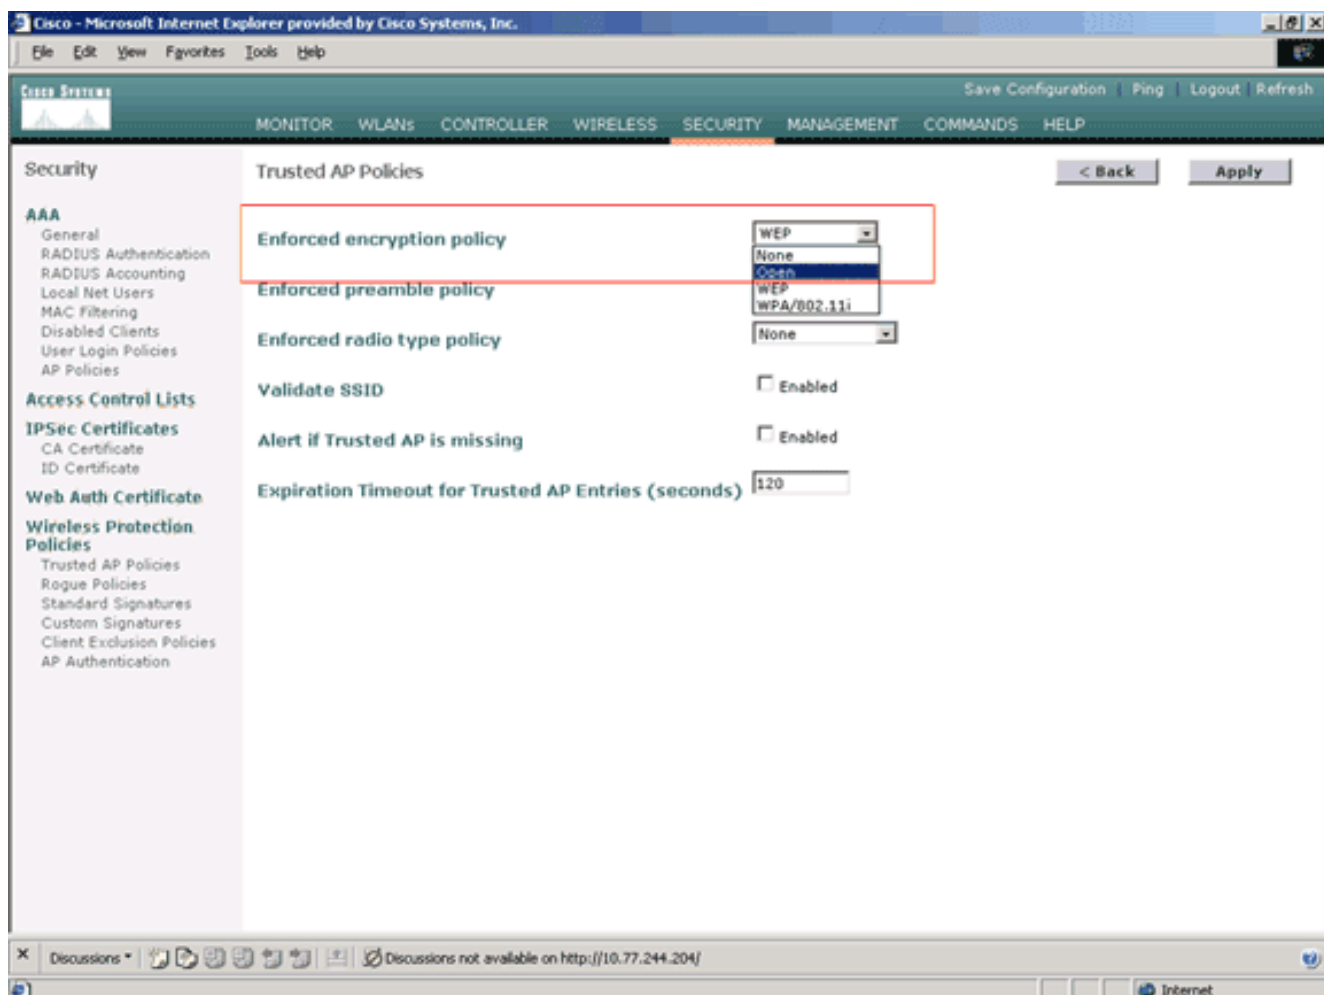 Cisco - Microsoft Internet Explorer provided by Cisco Systems, Inc.
File Edit View Favorites Tools Help
CISCO SYSTEMS
Save Configuration | Ping | Logout | Refresh
MONITOR WLANs CONTROLLER WIRELESS SECURITY MANAGEMENT COMMANDS HELP
Security
AAA
General
RADIUS Authentication
RADIUS Accounting
Local Net Users
MAC Filtering
Disabled Clients
User Login Policies
AP Policies
Access Control Lists
IPSec Certificates
CA Certificate
ID Certificate
Web Auth Certificate
Wireless Protection
Policies
Trusted AP Policies
Rogue Policies
Standard Signatures
Custom Signatures
Client Exclusion Policies
AP Authentication
Trusted AP Policies
< Back Apply
Enforced encryption policy WEP
None
Open
WEP
WPA/802.11i
Enforced preamble policy
Enforced radio type policy None
Validate SSID Enabled
Alert if Trusted AP is missing Enabled
Expiration Timeout for Trusted AP Entries (seconds) 120
Discussions Discussions not available on http://10.77.244.204/
Internet